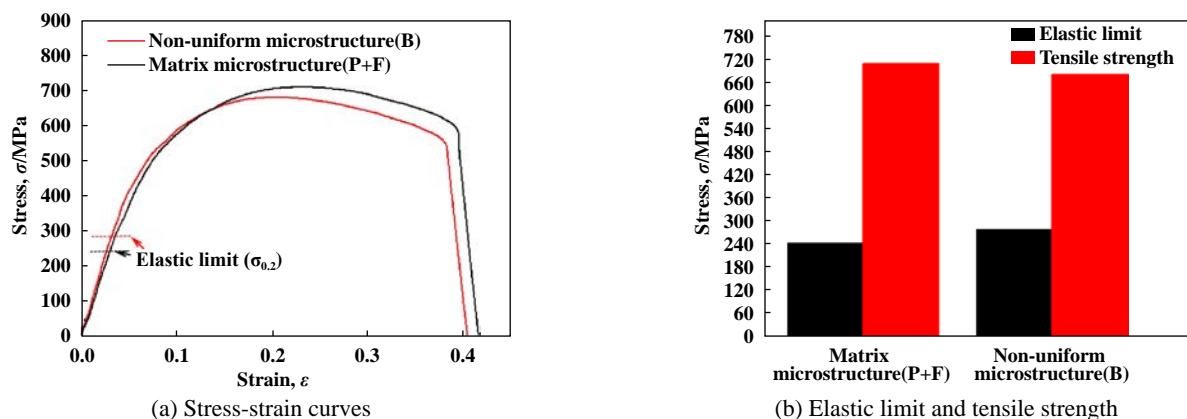 900
800
700
600
500
400
300
200
100
0
Stress, σ/MPa
Non-uniform microstructure(B)
Matrix microstructure(P+F)
Elastic limit (σ0.2)
0.0 0.1 0.2 0.3 0.4
Strain, ε
(a) Stress-strain curves
780
720
660
600
540
480
420
360
300
240
180
120
60
0
Stress, σ/MPa
Elastic limit
Tensile strength
Matrix
microstructure(P+F)
Non-uniform
microstructure(B)
(b) Elastic limit and tensile strength